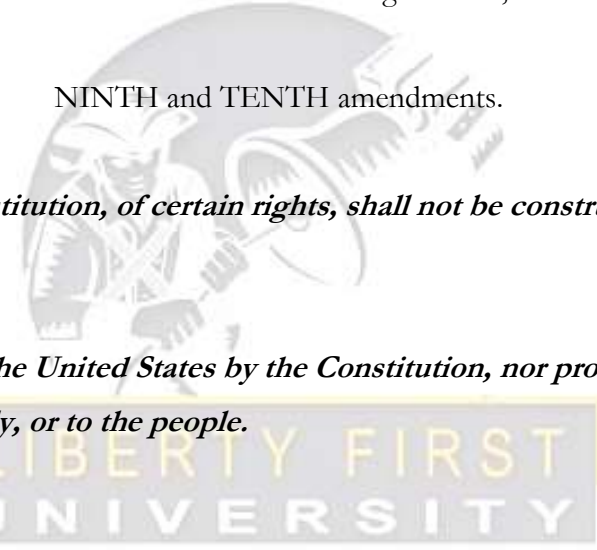 NINTH and TENTH amendments.
titution, of certain rights, shall not be constru
he United States by the Constitution, nor pro
y, or to the people.
LIBERTY FIRST
UNIVERSITY